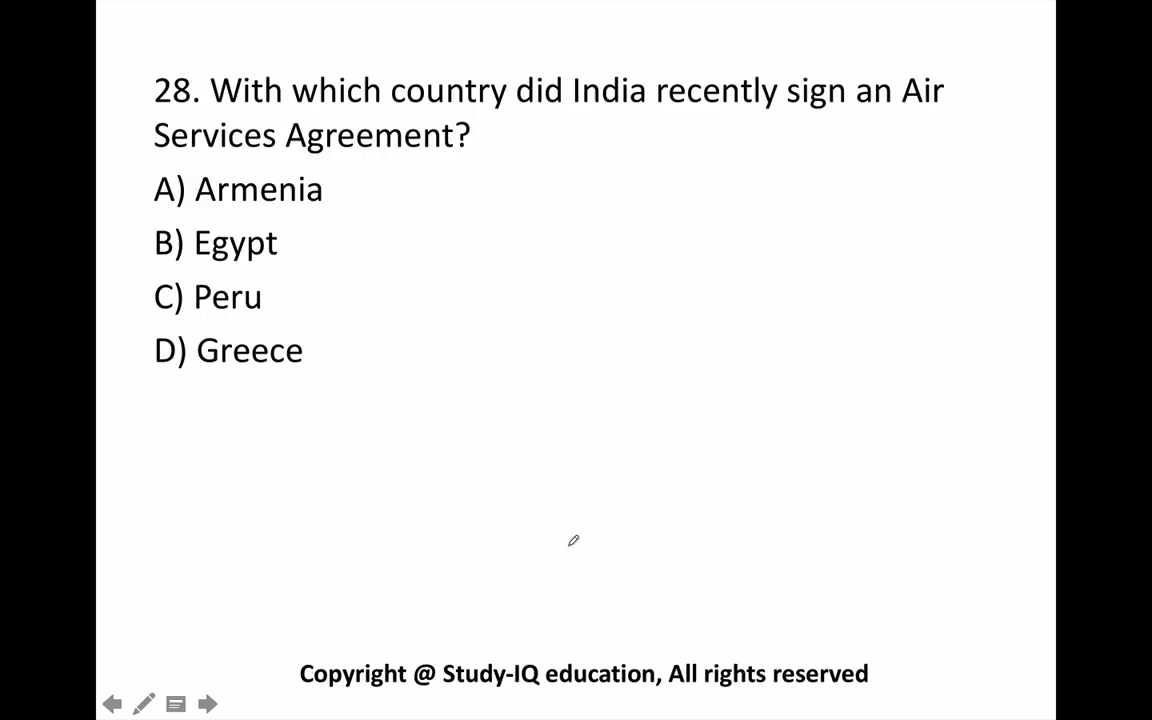 28. With which country did India recently sign an Air
Services Agreement?
A) Armenia
B) Egypt
C) Peru
D) Greece
Copyright @ Study-IQ education, All rights reserved